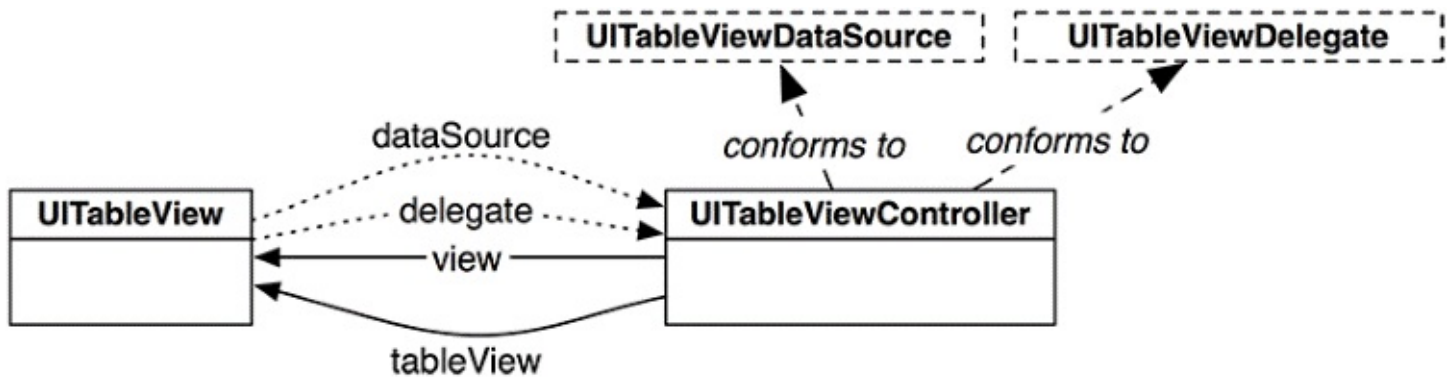 UITableViewDataSource
UITableViewDelegate
dataSource
conforms to
conforms to
UITableView
delegate
UITableViewController
view
tableView